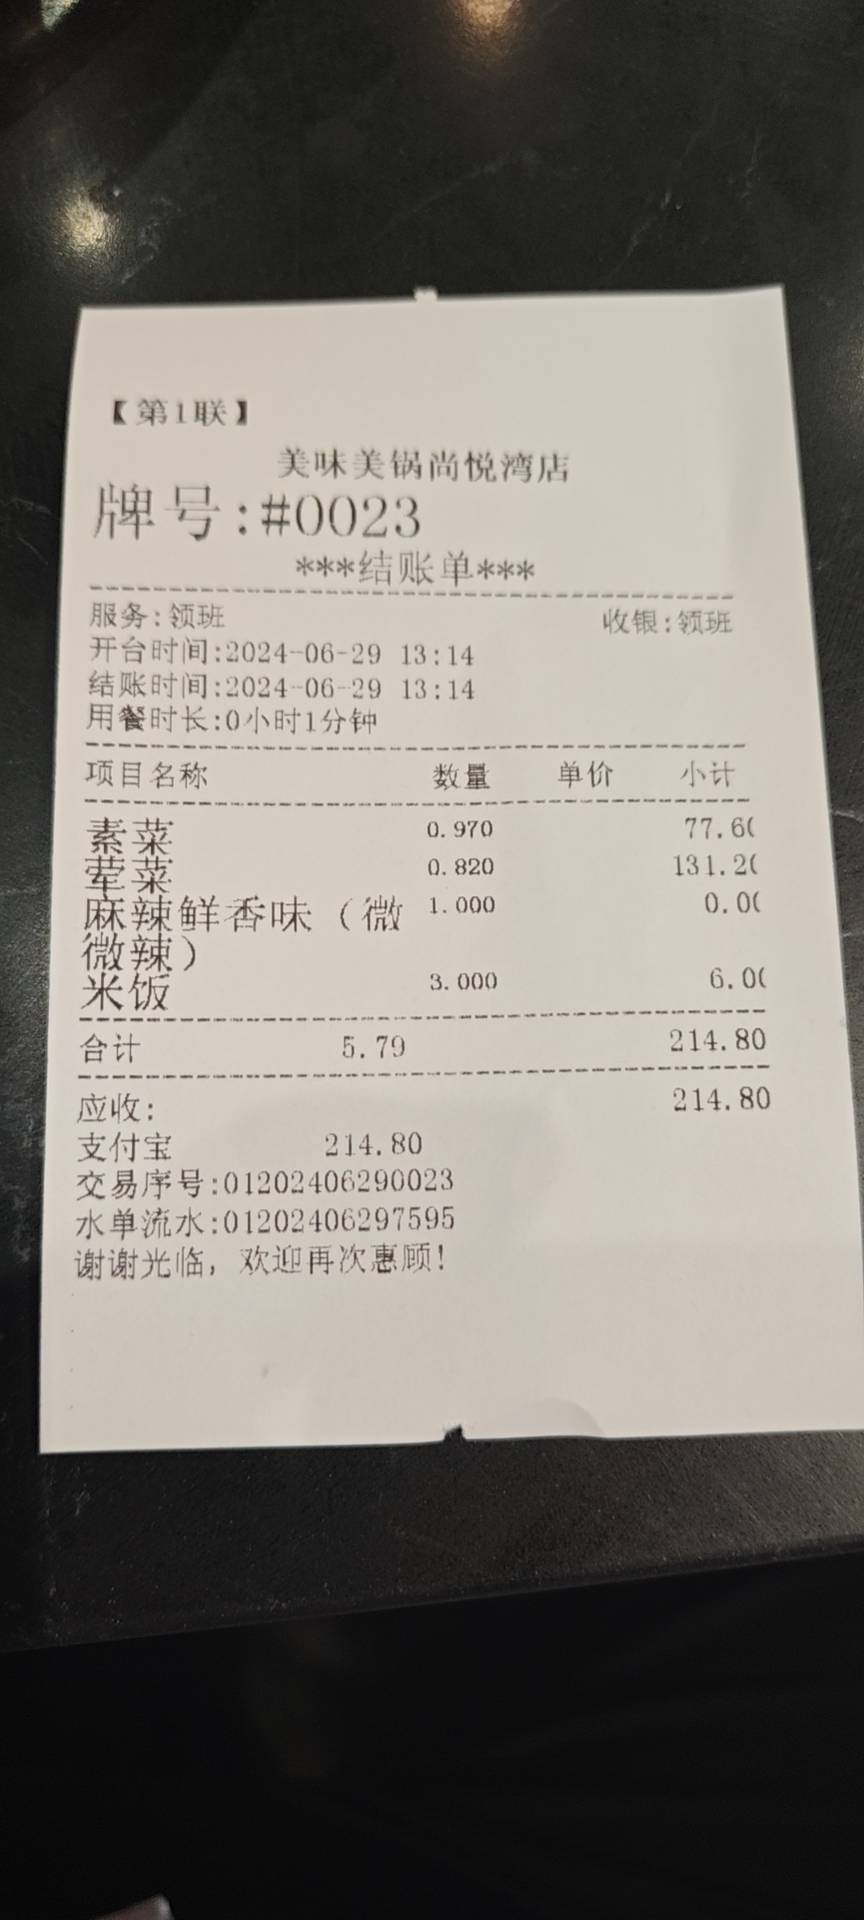 【第1联】
美味美锅尚悦湾店
牌号:#0023
***结账单***
服务:领班 收银:领班
开台时间:2024-06-29 13:14
结账时间:2024-06-29 13:14
用餐时长:0小时1分钟
项目名称 数量 单价 小计
素菜 0.970 77.6(
荤菜 0.820 131.2(
麻辣鲜香味（微 1.000 0.0(
微辣）
米饭 3.000 6.0(
合计 5.79 214.80
应收: 214.80
支付宝 214.80
交易序号:01202406290023
水单流水:01202406297595
谢谢光临，欢迎再次惠顾!